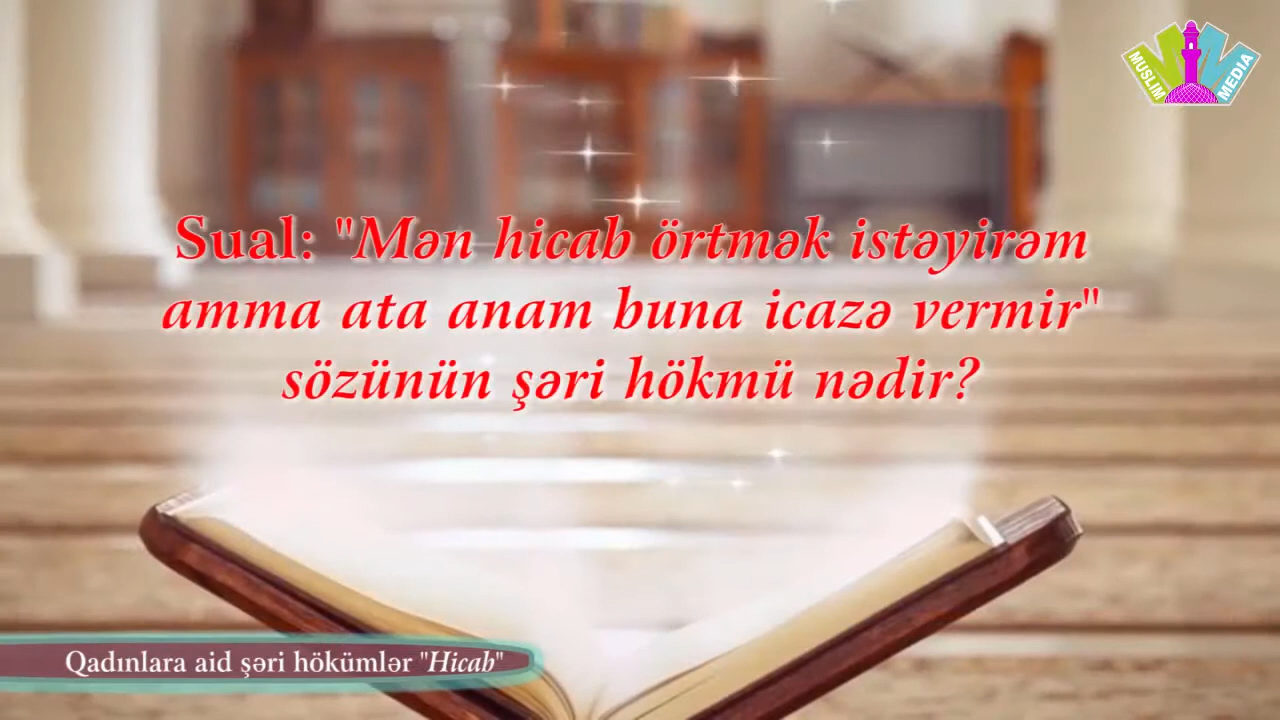 MUSLIM MEDIA
Sual: "Mən hicab örtmək istəyirəm
amma ata anam buna icazə vermir"
sözünün şəri hökmü nədir?
Qadınlara aid şəri hökümlər "Hicab"